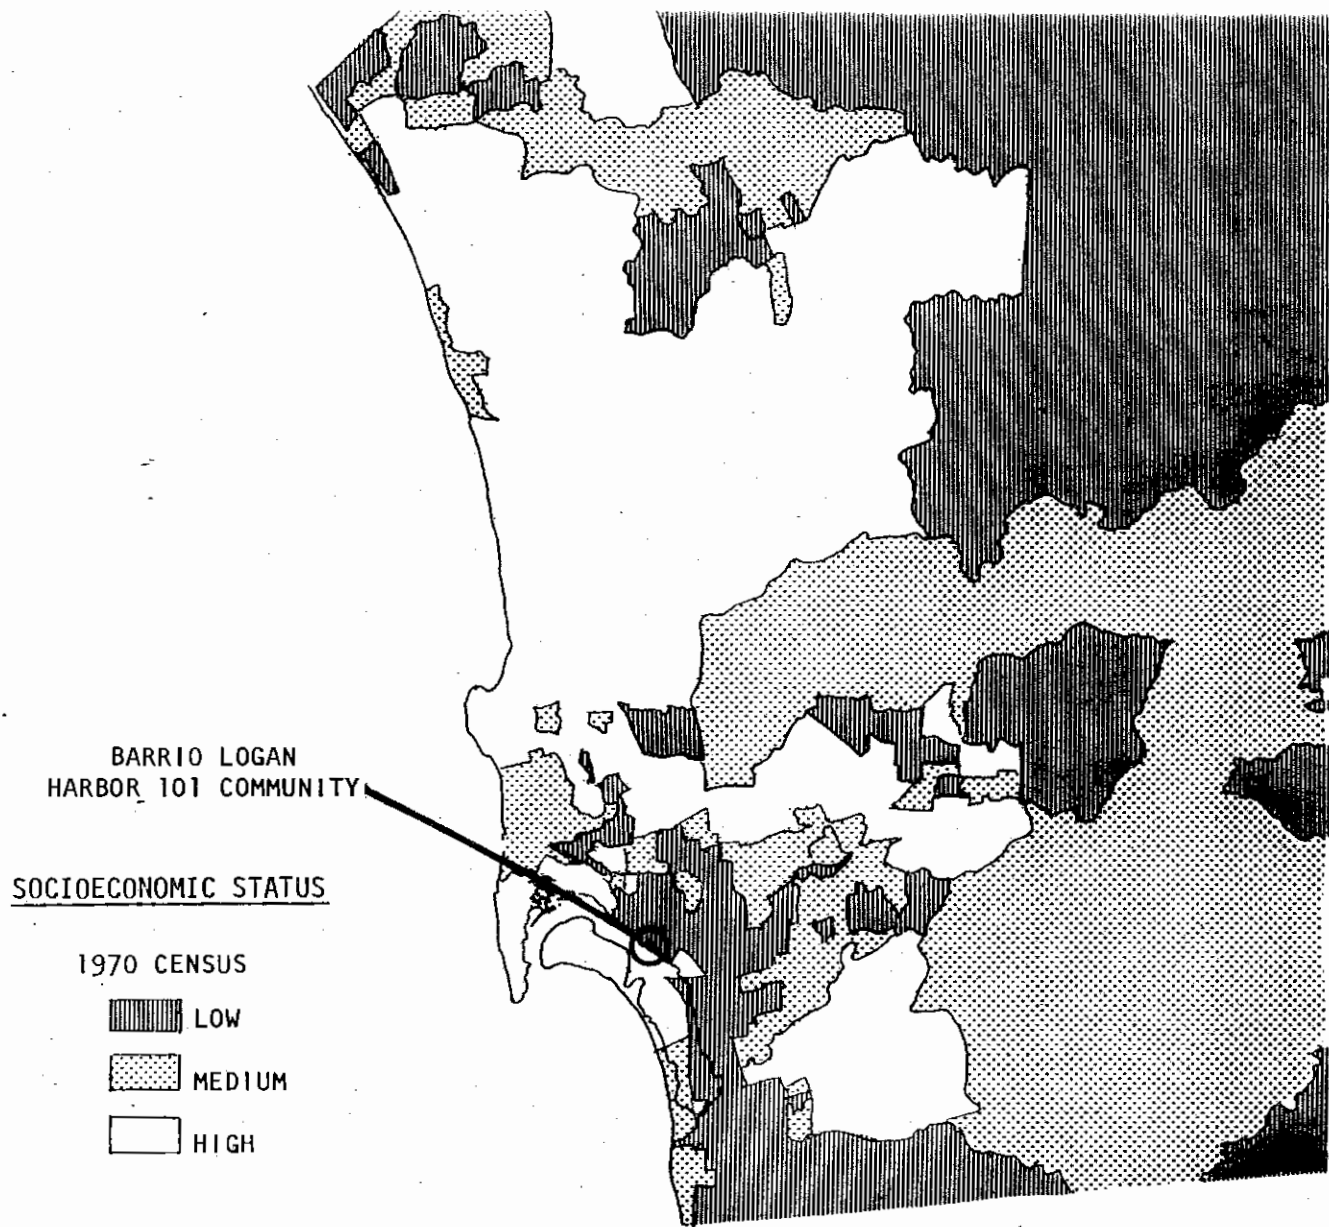 BARRIO LOGAN
HARBOR 101 COMMUNITY
SOCIOECONOMIC STATUS
1970 CENSUS
LOW
MEDIUM
HIGH